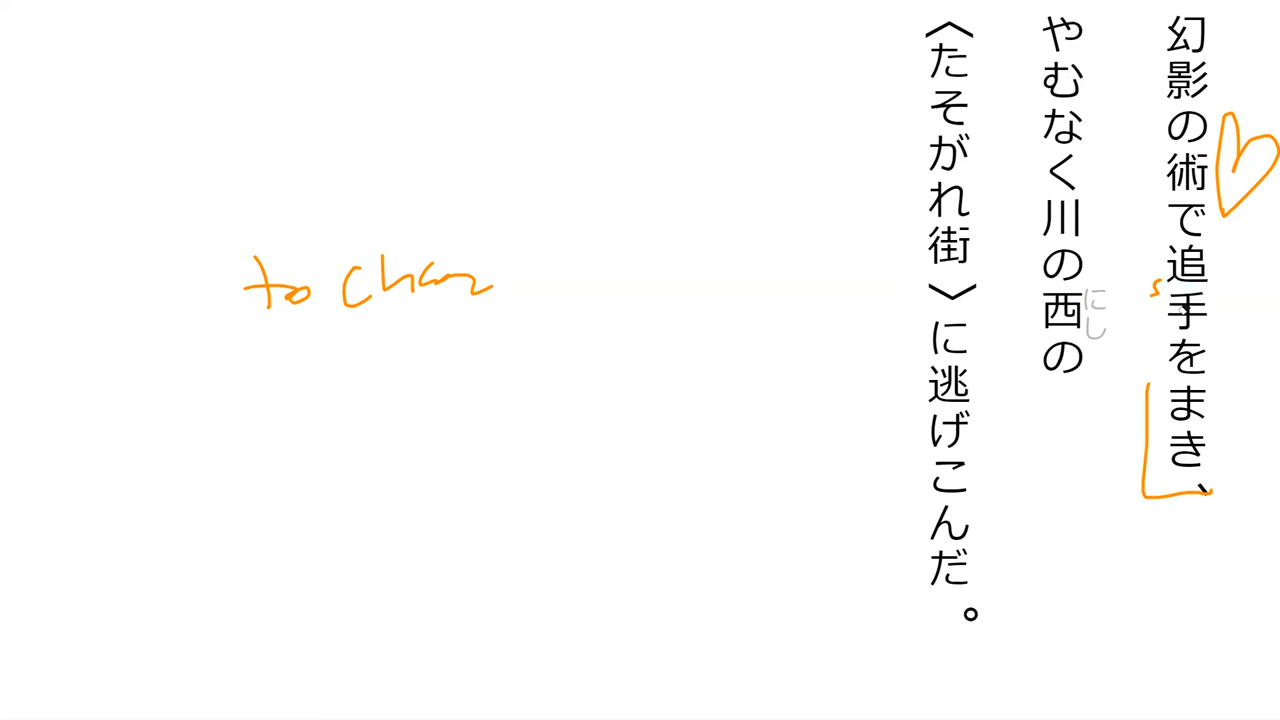 幻影の術で追手をまき、
やむなく川の西の
にし
〈たそがれ街〉に逃げこんだ。
to